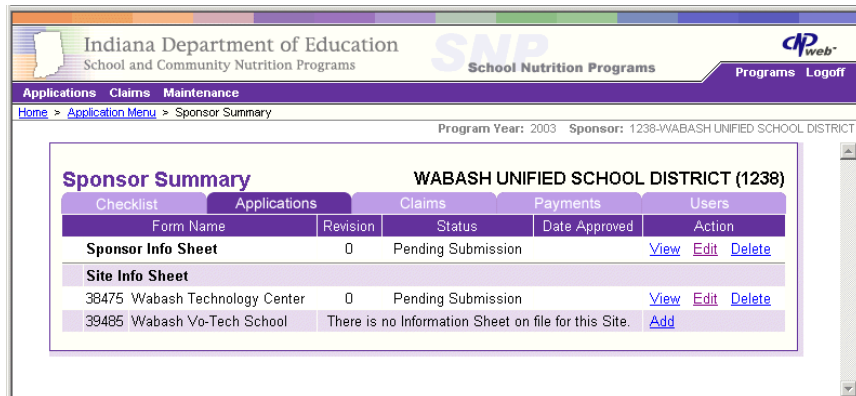 Indiana Department of Education
School and Community Nutrition Programs
SNP
School Nutrition Programs
CNPweb
Programs Logoff
Applications Claims Maintenance
Home > Application Menu > Sponsor Summary
Program Year: 2003 Sponsor: 1238-WABASH UNIFIED SCHOOL DISTRICT
Sponsor Summary WABASH UNIFIED SCHOOL DISTRICT (1238)
Checklist Applications Claims Payments Users
Form Name Revision Status Date Approved Action
Sponsor Info Sheet 0 Pending Submission View Edit Delete
Site Info Sheet
38475 Wabash Technology Center 0 Pending Submission View Edit Delete
39485 Wabash Vo-Tech School There is no Information Sheet on file for this Site. Add